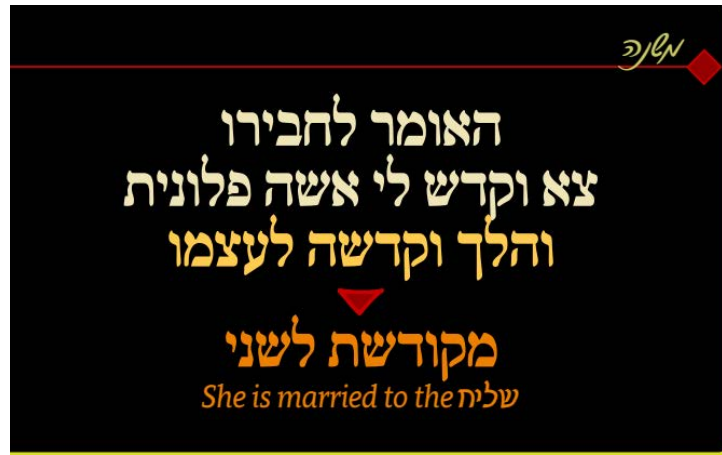 משנה
האומר לחבירו
צא וקדש לי אשה פלונית
והלך וקדשה לעצמו
מקודשת לשני
She is married to the שליח